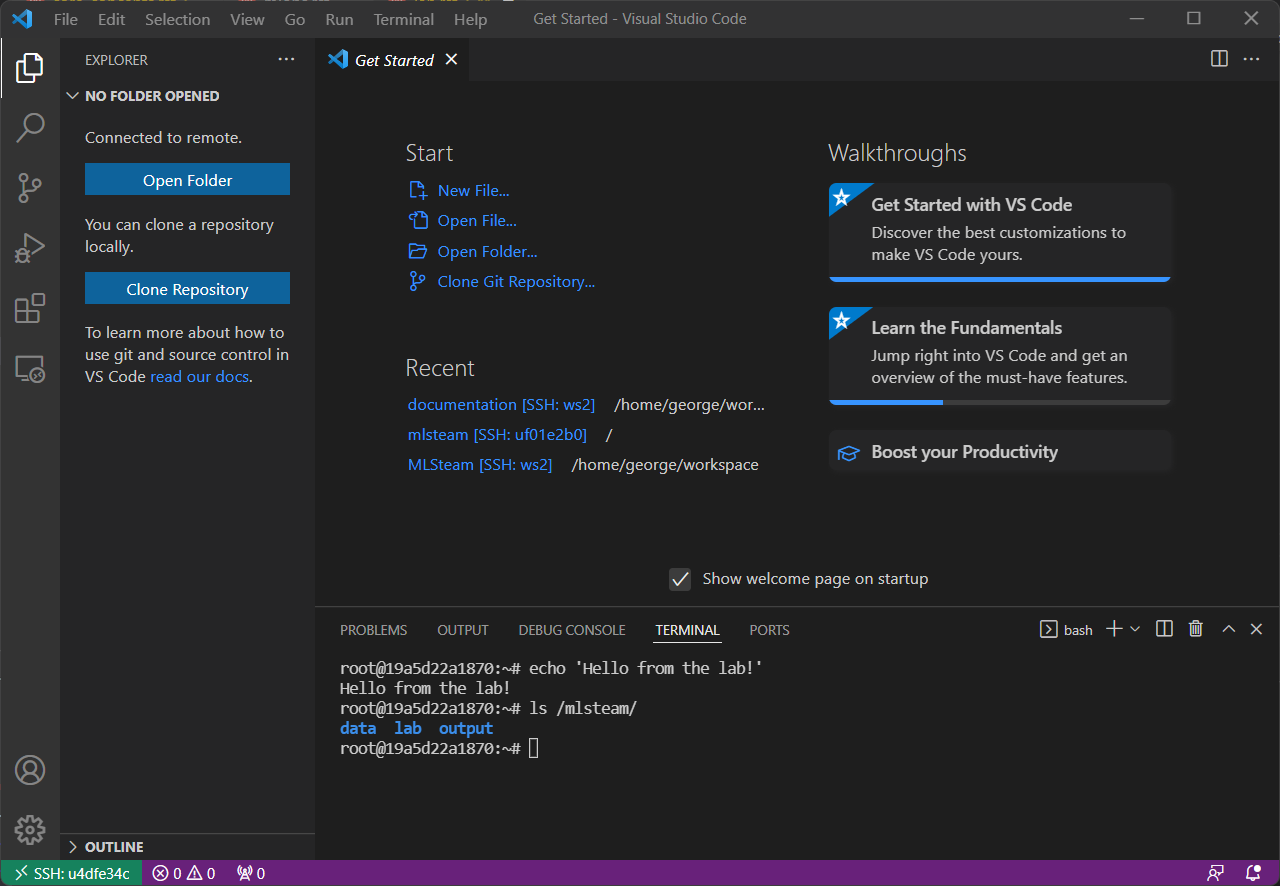 File Edit Selection View Go Run Terminal Help Get Started - Visual Studio Code
EXPLORER
NO FOLDER OPENED
Connected to remote.
Open Folder
You can clone a repository
locally.
Clone Repository
To learn more about how to
use git and source control in
VS Code read our docs.
OUTLINE
Get Started
Start
New File...
Open File...
Open Folder...
Clone Git Repository...
Recent
documentation [SSH: ws2] /home/george/wor...
mlsteam [SSH: uf01e2b0] /
MLSteam [SSH: ws2] /home/george/workspace
Walkthroughs
Get Started with VS Code
Discover the best customizations to
make VS Code yours.
Learn the Fundamentals
Jump right into VS Code and get an
overview of the must-have features.
Boost your Productivity
Show welcome page on startup
PROBLEMS OUTPUT DEBUG CONSOLE TERMINAL PORTS bash
root@19a5d22a1870:~# echo 'Hello from the lab!'
Hello from the lab!
root@19a5d22a1870:~# ls /mlsteam/
data lab output
root@19a5d22a1870:~#
SSH: u4dfe34c 0 0 0